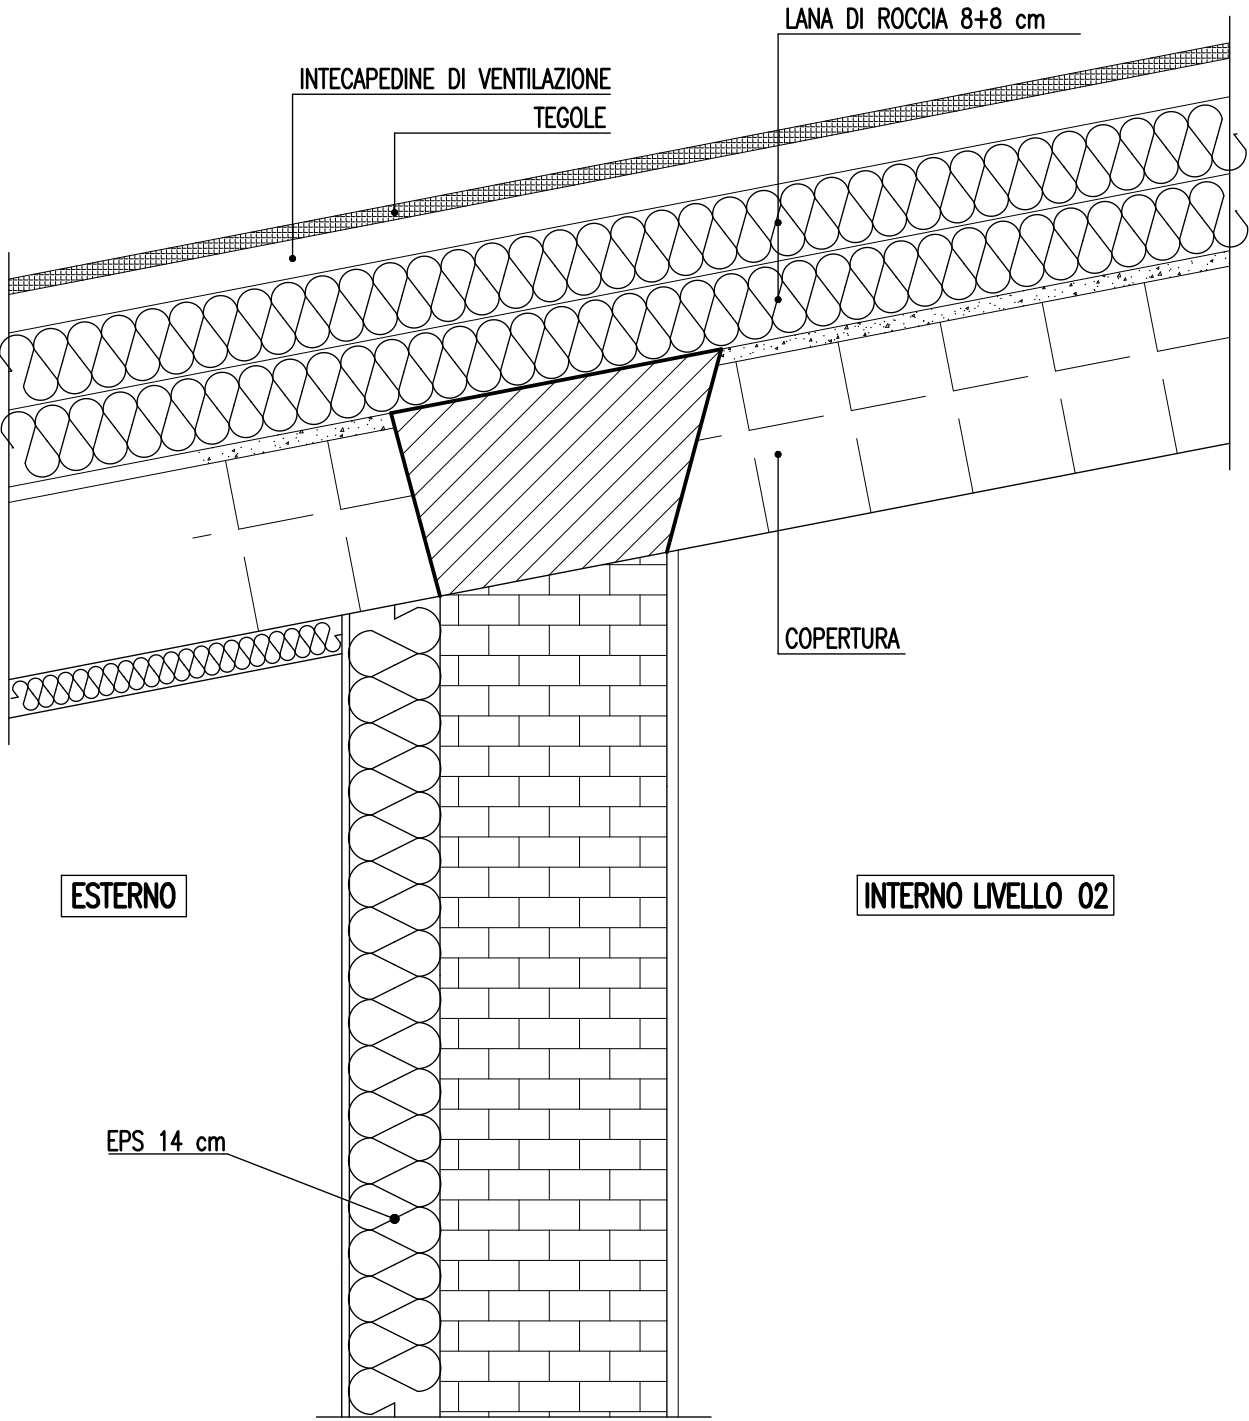 LANA DI ROCCIA 8+8 cm
INTECAPEDINE DI VENTILAZIONE
TEGOLE
COPERTURA
ESTERNO
INTERNO LIVELLO 02
EPS 14 cm